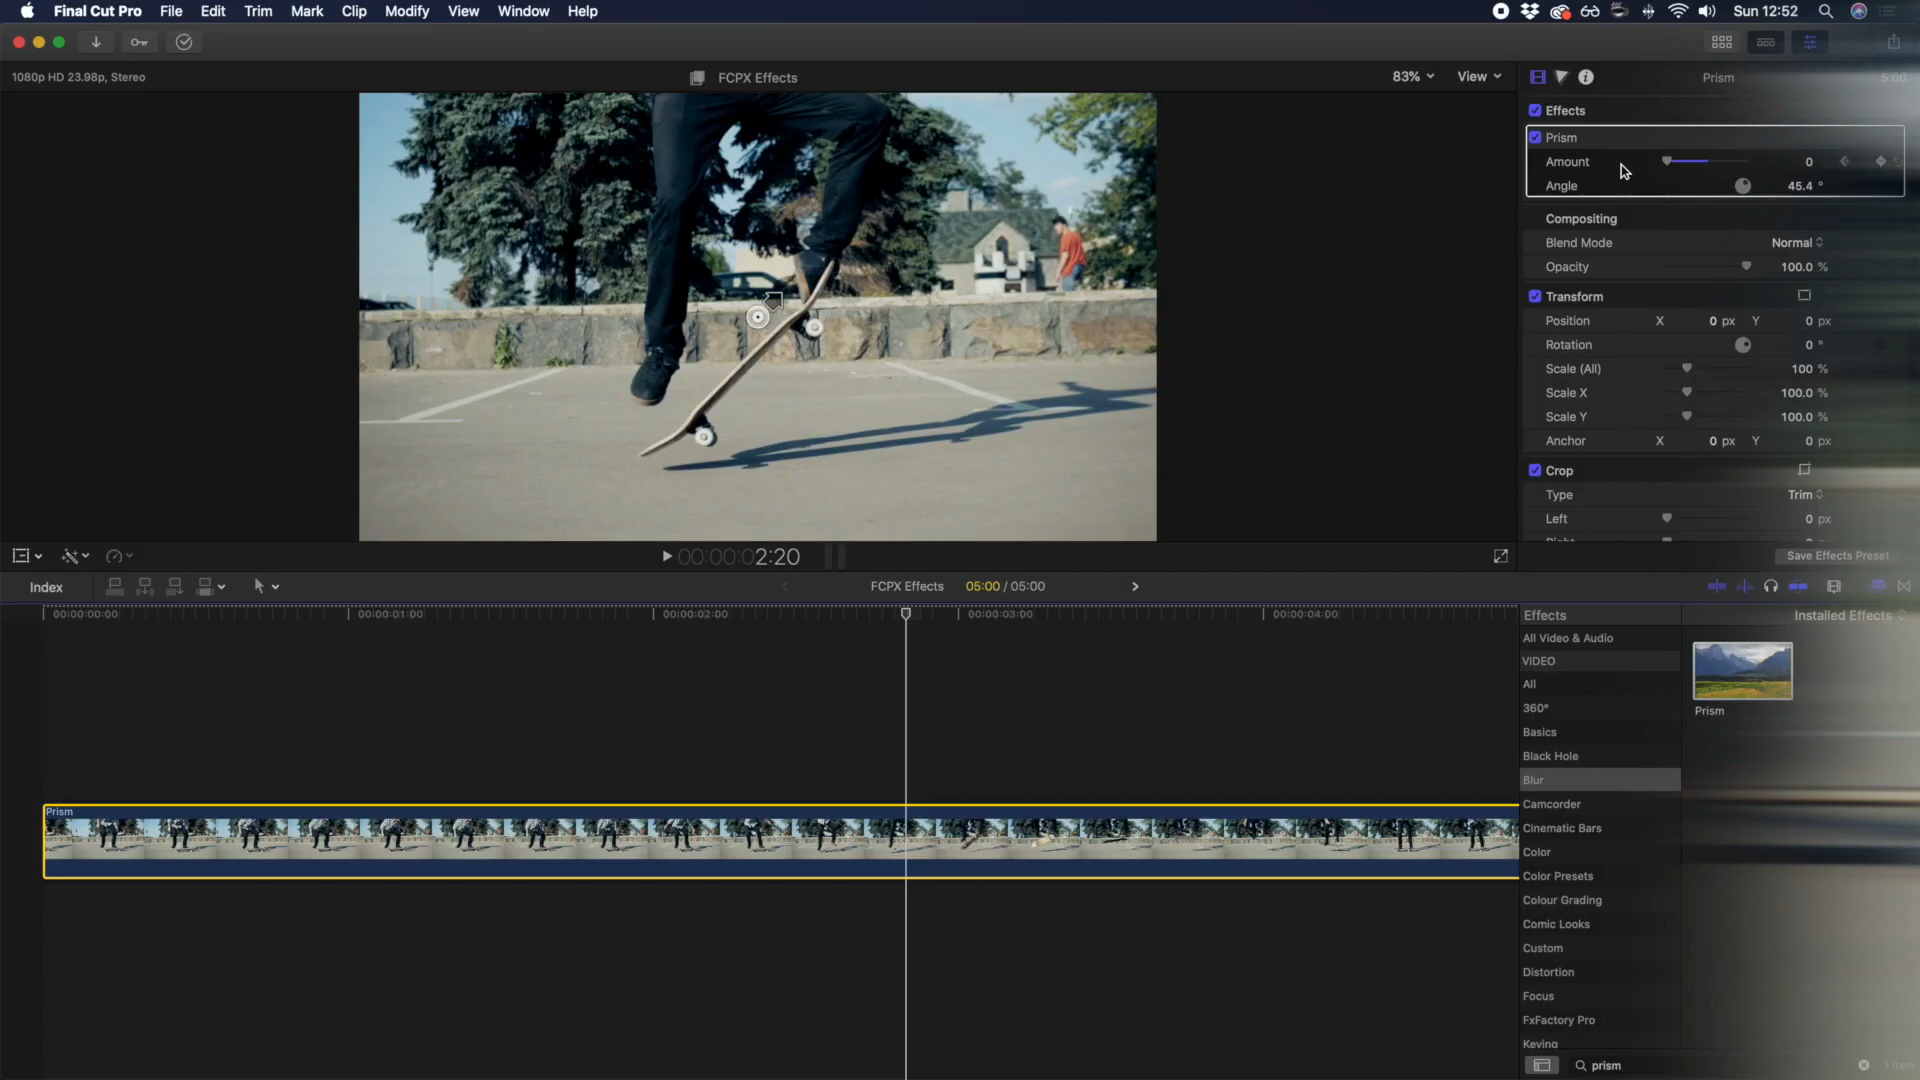 Final Cut Pro File Edit Trim Mark Clip Modify View Window Help Sun 12:52
1080p HD 23.98p, Stereo FCPX Effects 83% View Prism 5:00
Effects
Prism
Amount 0
Angle 45.4 °
Compositing
Blend Mode Normal
Opacity 100.0 %
Transform
Position X 0 px Y 0 px
Rotation 0 °
Scale (All) 100 %
Scale X 100.0 %
Scale Y 100.0 %
Anchor X 0 px Y 0 px
Crop
Type Trim
Left 0 px
00:00:02:20 Save Effects Preset
Index FCPX Effects 05:00 / 05:00
00:00:00:00 00:00:01:00 00:00:02:00 00:00:03:00 00:00:04:00
Prism
Effects Installed Effects
All Video & Audio
VIDEO
All
360°
Basics
Black Hole
Blur
Camcorder
Cinematic Bars
Color
Color Presets
Colour Grading
Comic Looks
Custom
Distortion
Focus
FxFactory Pro
Keying
Prism
prism 1 item